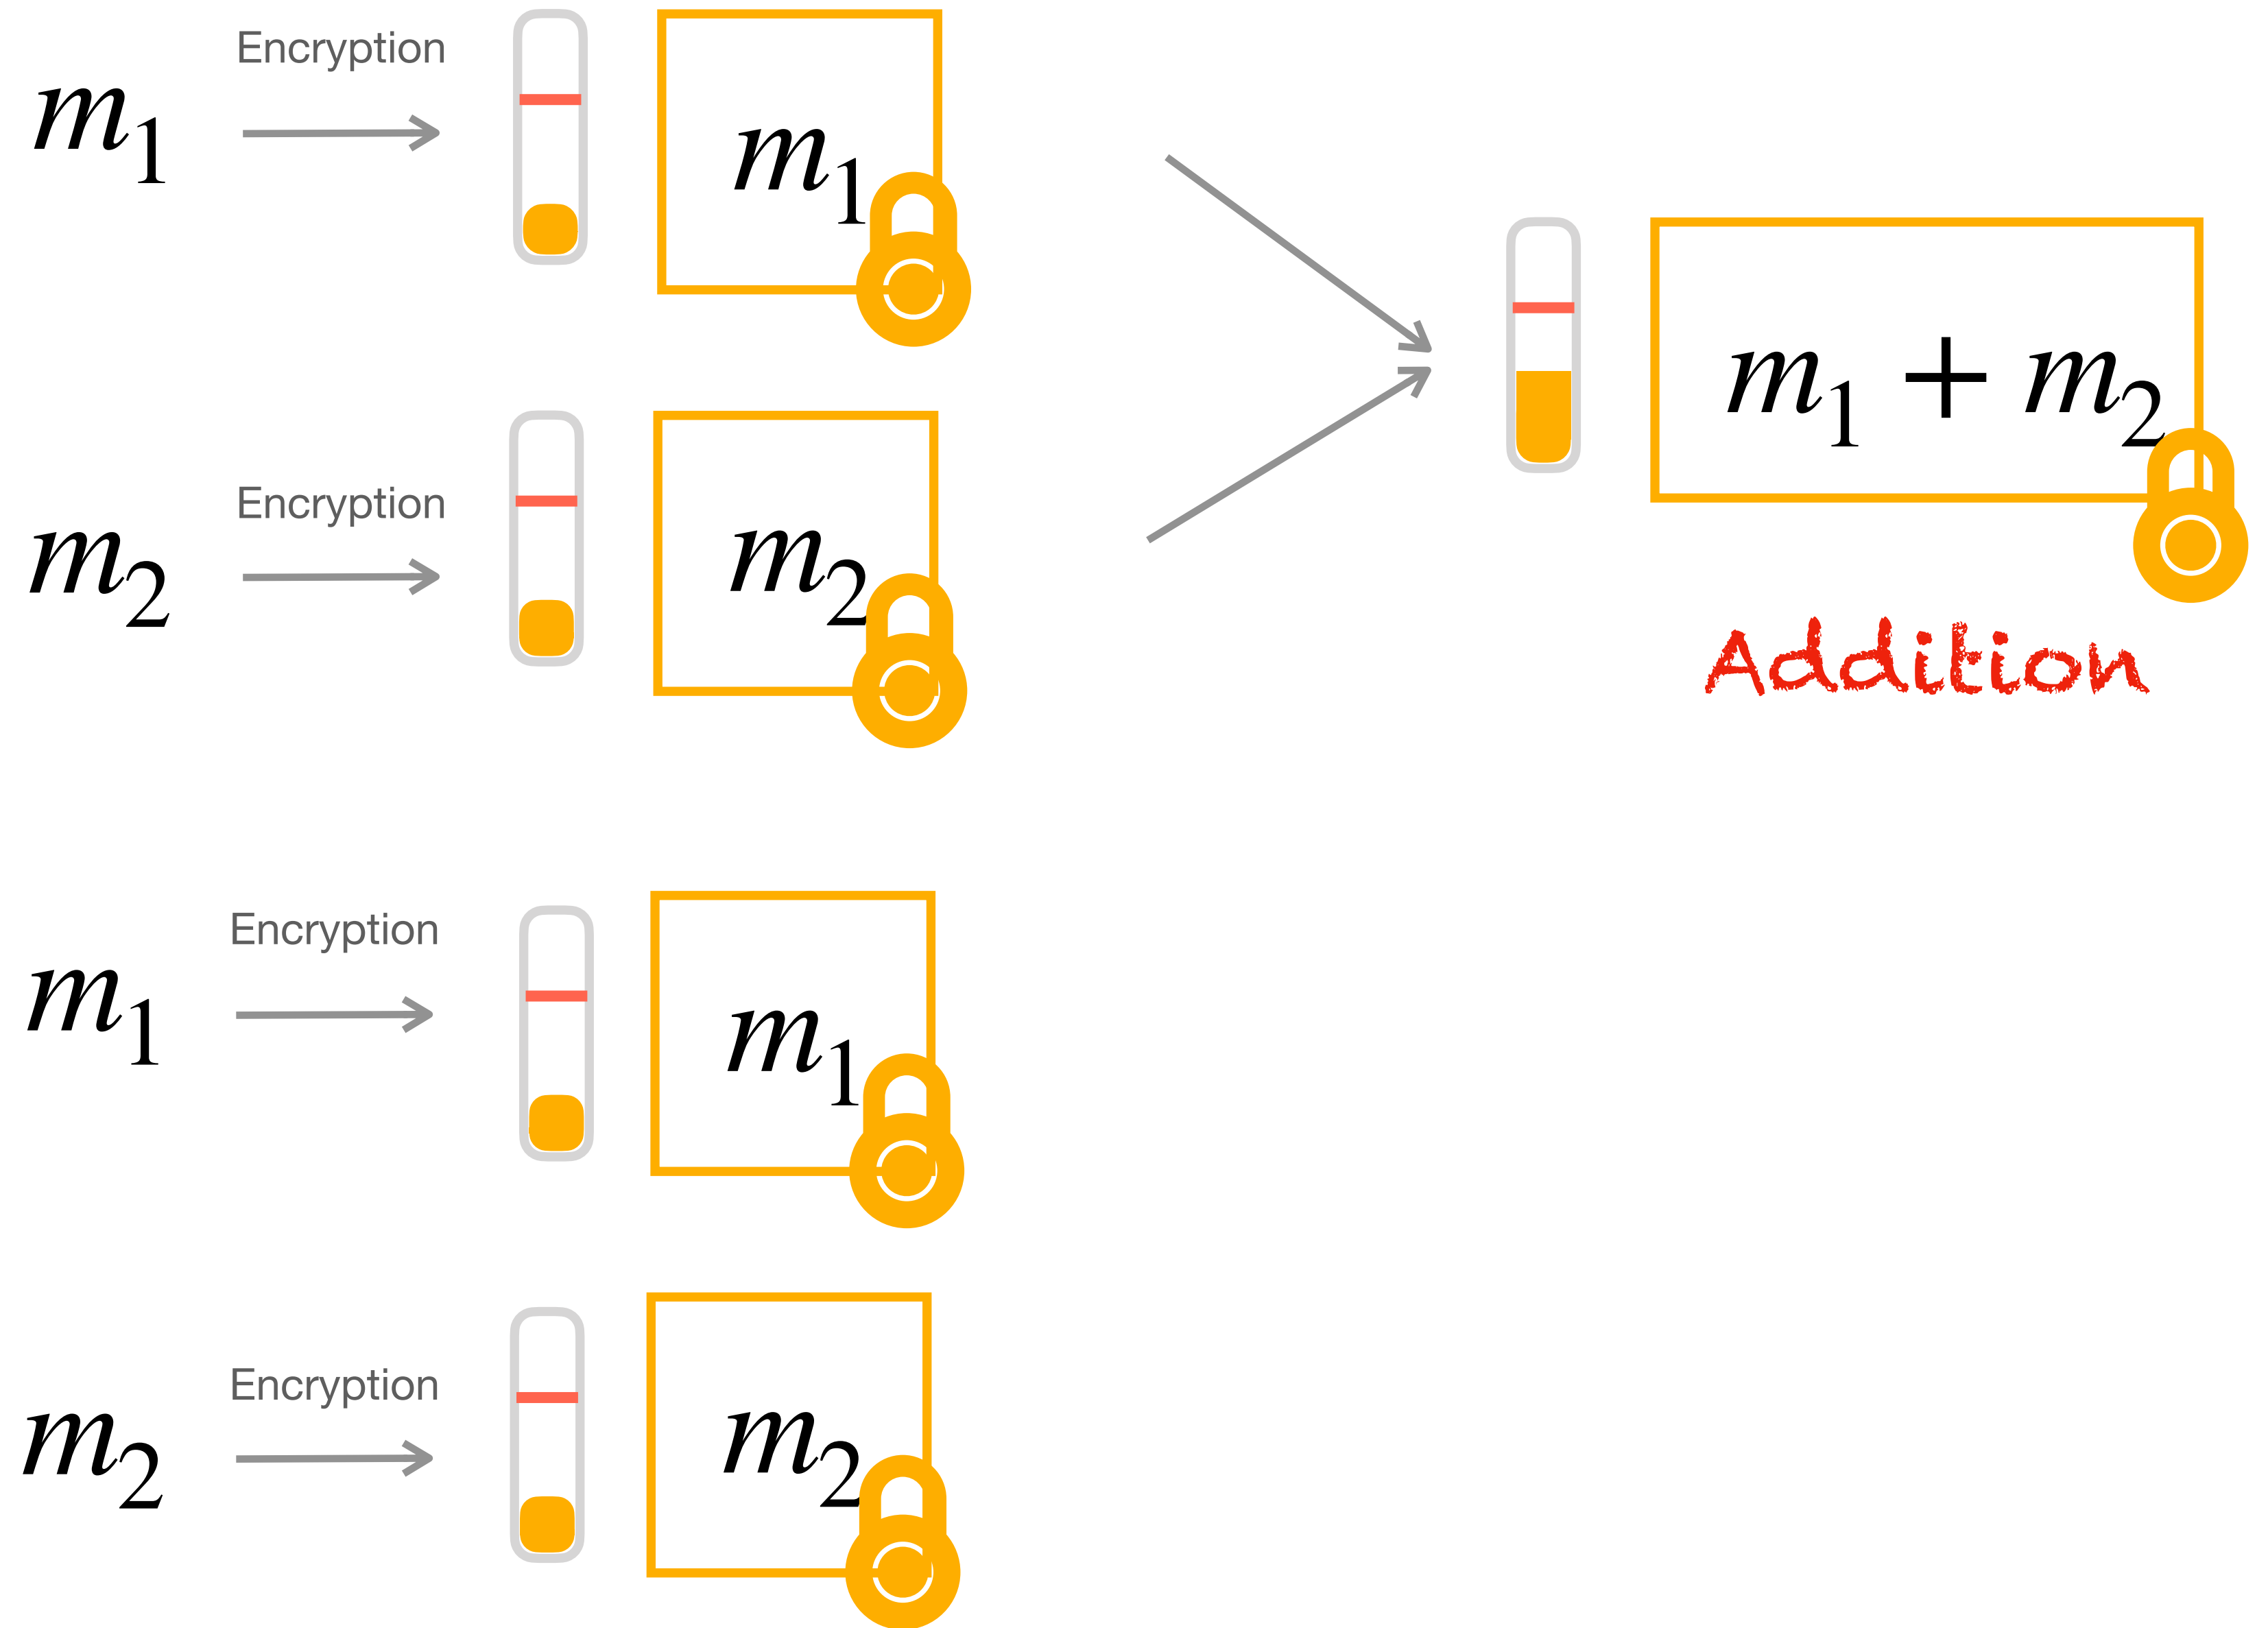 m₁ Encryption m₁
m₁ + m₂
m₂ Encryption m₂
Addition
m₁ Encryption m₁
m₂ Encryption m₂